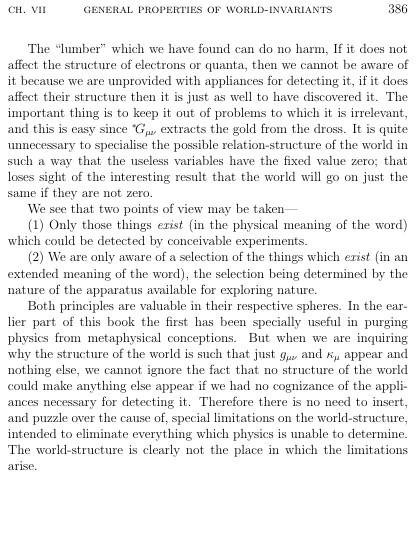 CH. VII GENERAL PROPERTIES OF WORLD-INVARIANTS 386
The “lumber” which we have found can do no harm, If it does not
affect the structure of electrons or quanta, then we cannot be aware of
it because we are unprovided with appliances for detecting it, if it does
affect their structure then it is just as well to have discovered it. The
important thing is to keep it out of problems to which it is irrelevant,
and this is easy since *Gμν extracts the gold from the dross. It is quite
unnecessary to specialise the possible relation-structure of the world in
such a way that the useless variables have the fixed value zero; that
loses sight of the interesting result that the world will go on just the
same if they are not zero.
We see that two points of view may be taken—
(1) Only those things exist (in the physical meaning of the word)
which could be detected by conceivable experiments.
(2) We are only aware of a selection of the things which exist (in an
extended meaning of the word), the selection being determined by the
nature of the apparatus available for exploring nature.
Both principles are valuable in their respective spheres. In the ear-
lier part of this book the first has been specially useful in purging
physics from metaphysical conceptions. But when we are inquiring
why the structure of the world is such that just gμν and κμ appear and
nothing else, we cannot ignore the fact that no structure of the world
could make anything else appear if we had no cognizance of the appli-
ances necessary for detecting it. Therefore there is no need to insert,
and puzzle over the cause of, special limitations on the world-structure,
intended to eliminate everything which physics is unable to determine.
The world-structure is clearly not the place in which the limitations
arise.